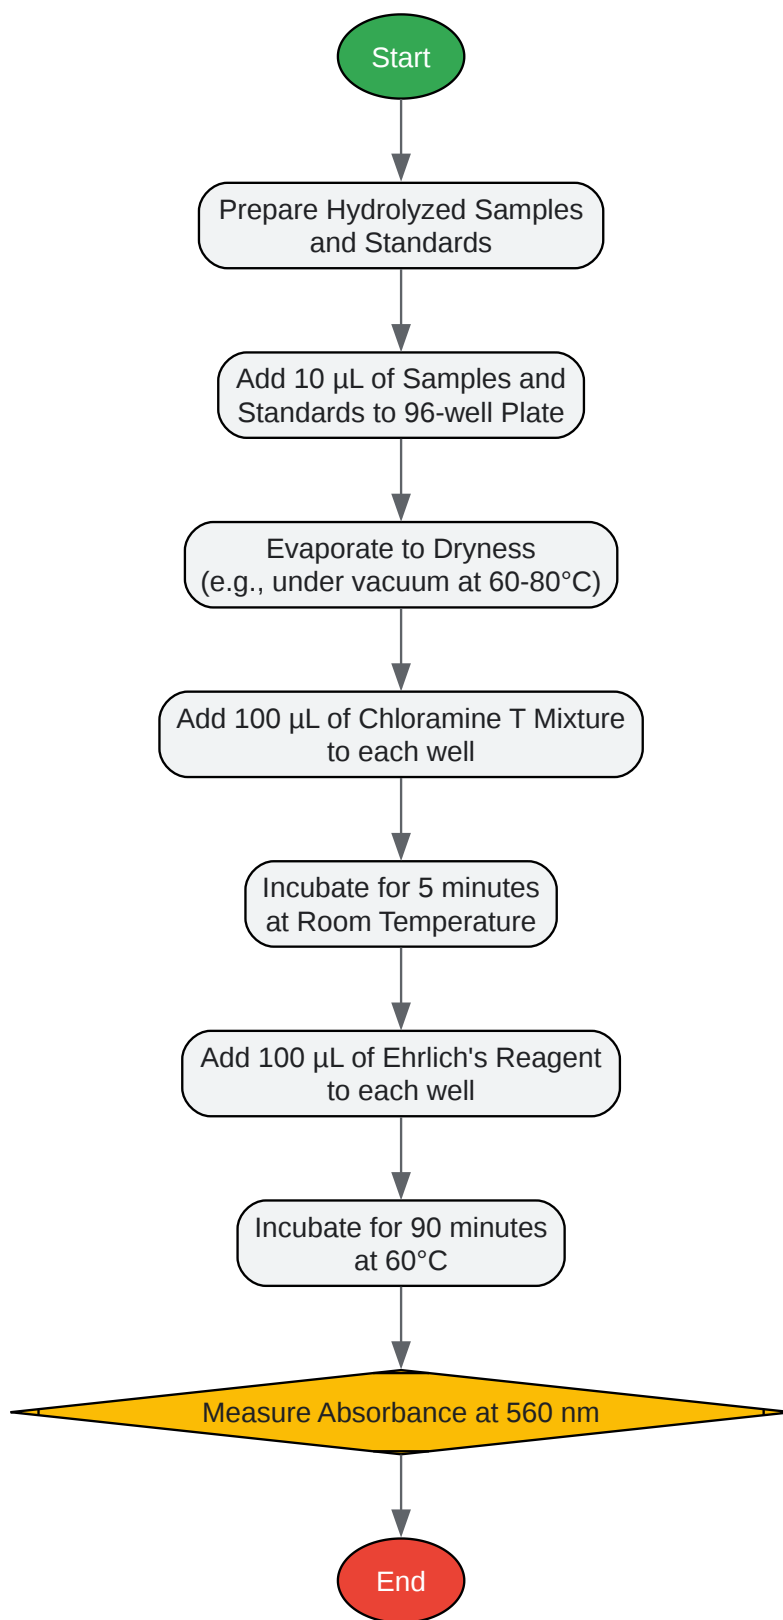 Start
Prepare Hydrolyzed Samples
and Standards
Add 10 µL of Samples and
Standards to 96-well Plate
Evaporate to Dryness
(e.g., under vacuum at 60-80°C)
Add 100 µL of Chloramine T Mixture
to each well
Incubate for 5 minutes
at Room Temperature
Add 100 µL of Ehrlich's Reagent
to each well
Incubate for 90 minutes
at 60°C
Measure Absorbance at 560 nm
End